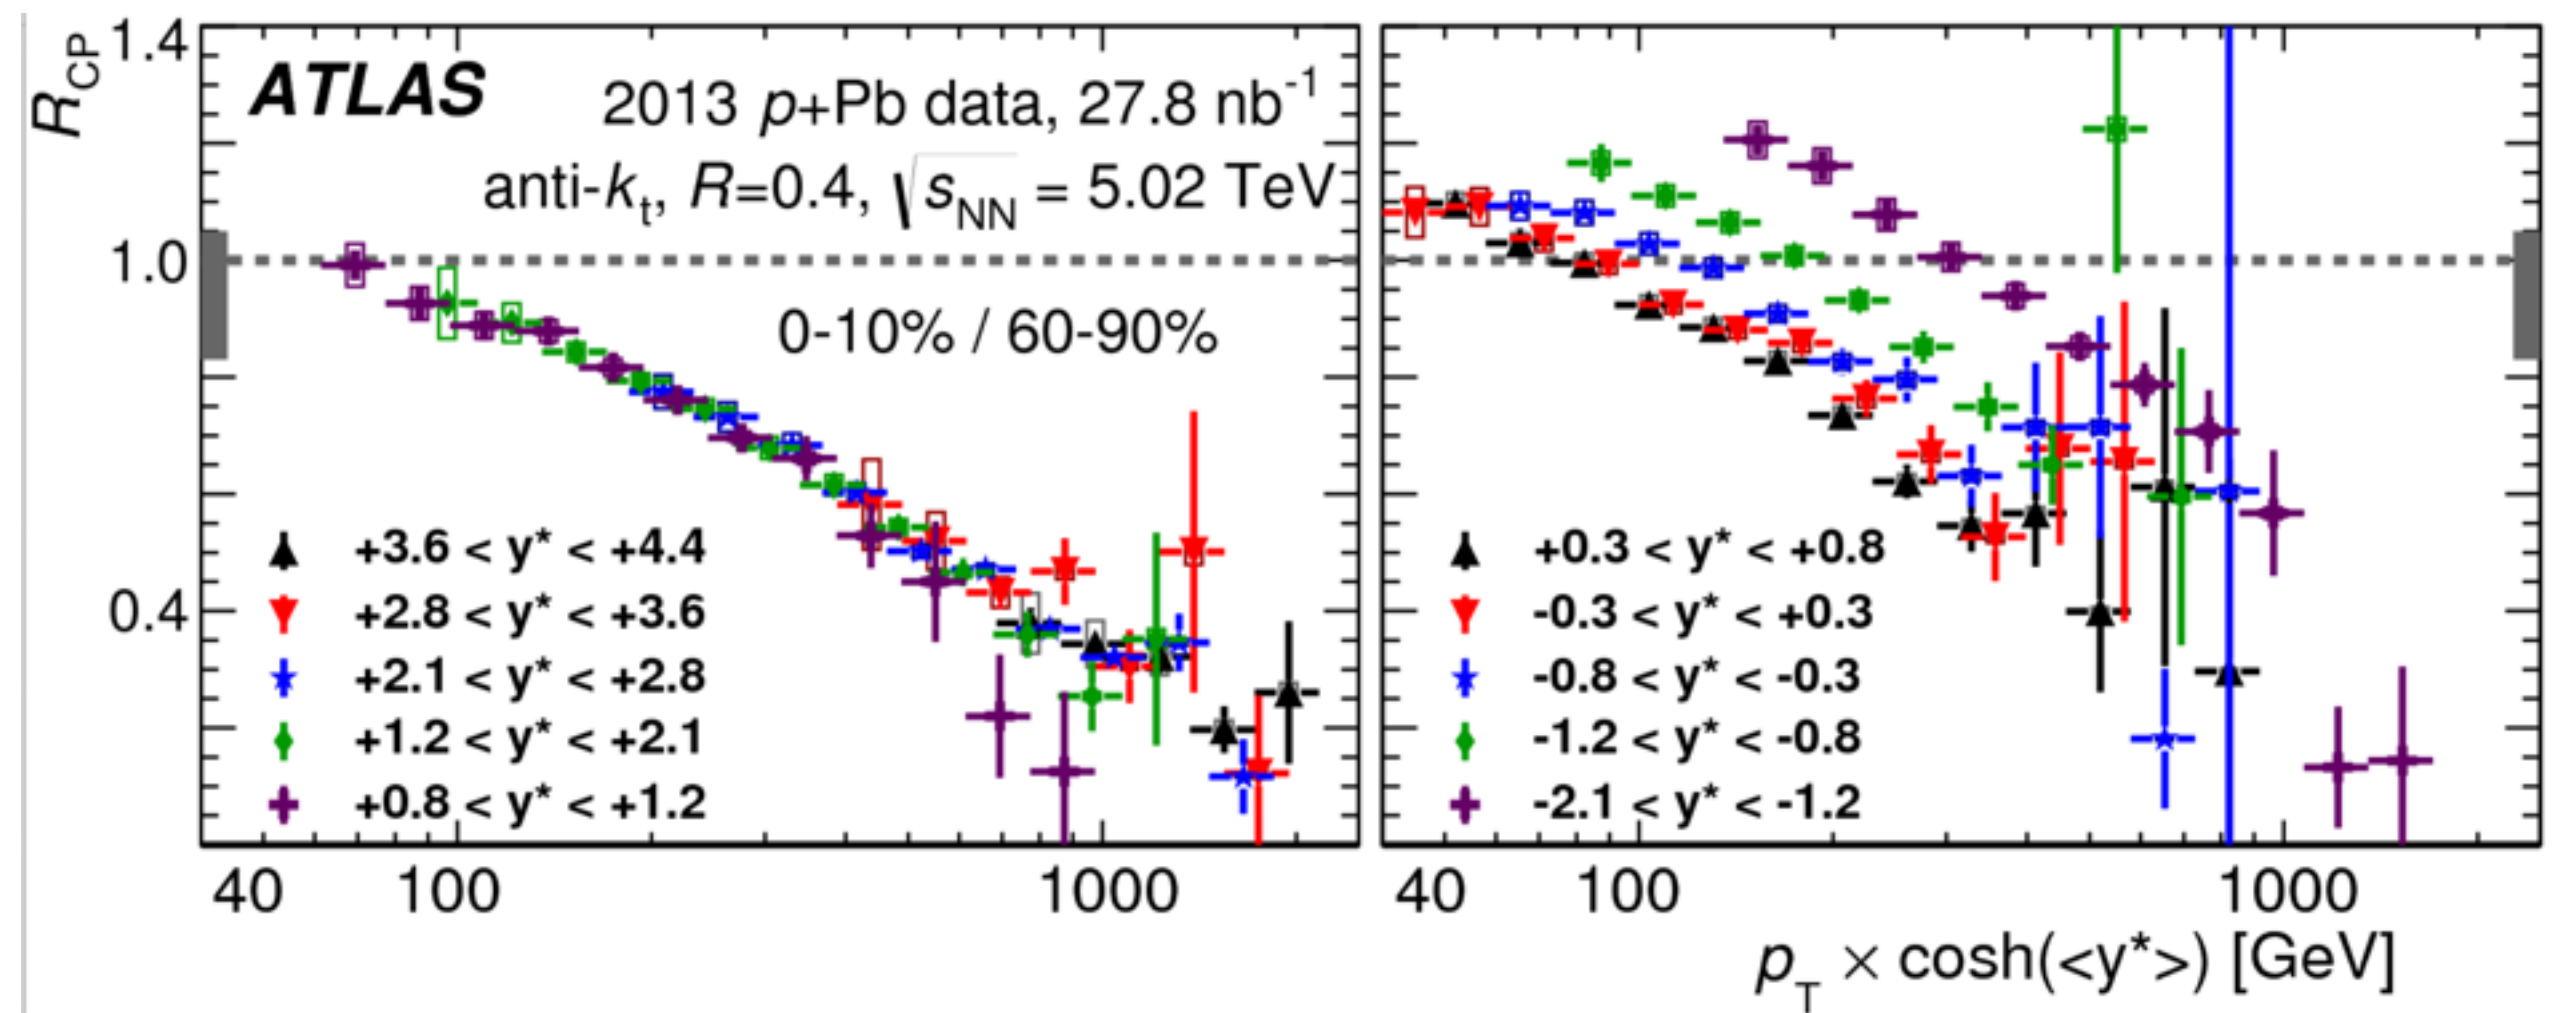 R_CP
1.4
1.0
0.4
ATLAS
2013 p+Pb data, 27.8 nb⁻¹
anti-k_t, R=0.4, √s_NN = 5.02 TeV
0-10% / 60-90%
+3.6 < y* < +4.4
+2.8 < y* < +3.6
+2.1 < y* < +2.8
+1.2 < y* < +2.1
+0.8 < y* < +1.2
+0.3 < y* < +0.8
-0.3 < y* < +0.3
-0.8 < y* < -0.3
-1.2 < y* < -0.8
-2.1 < y* < -1.2
40 100 1000
40 100 1000
p_T × cosh(<y*>) [GeV]